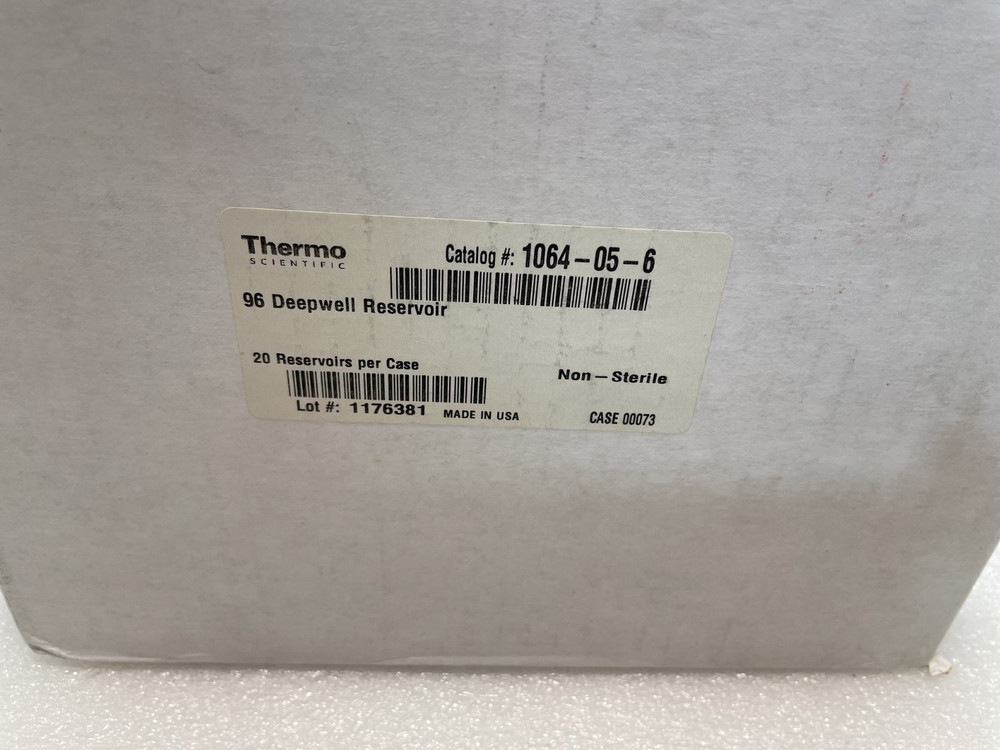 Thermo
SCIENTIFIC
Catalog #: 1064-05-6
96 Deepwell Reservoir
20 Reservoirs per Case
Non-Sterile
Lot #: 1176381 MADE IN USA
CASE 00073